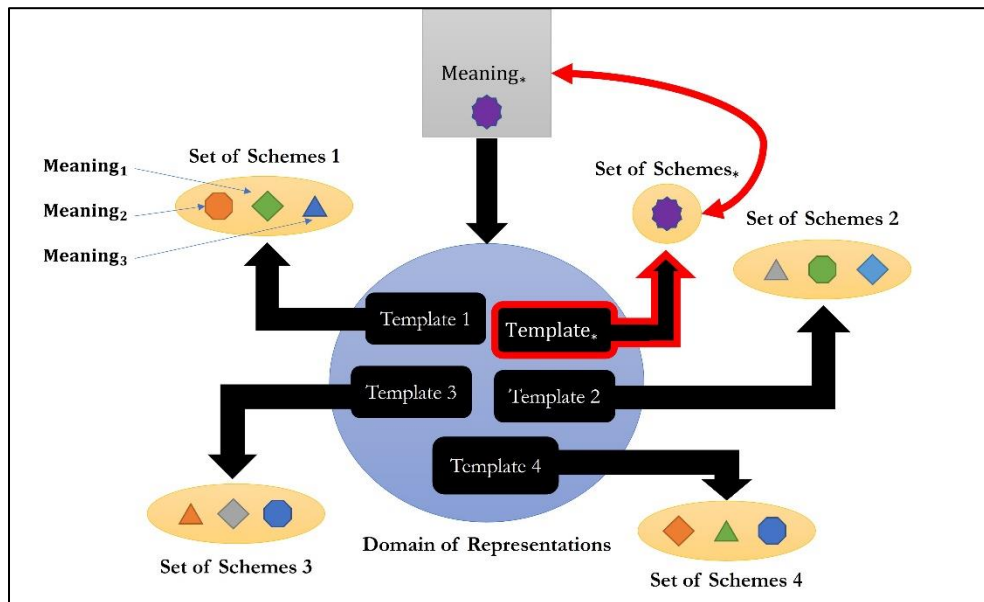 Meaning*
Set of Schemes 1
Meaning₁
Set of Schemes*
Meaning₂
Set of Schemes 2
Meaning₃
Template 1
Template*
Template 3
Template 2
Template 4
Domain of Representations
Set of Schemes 3
Set of Schemes 4